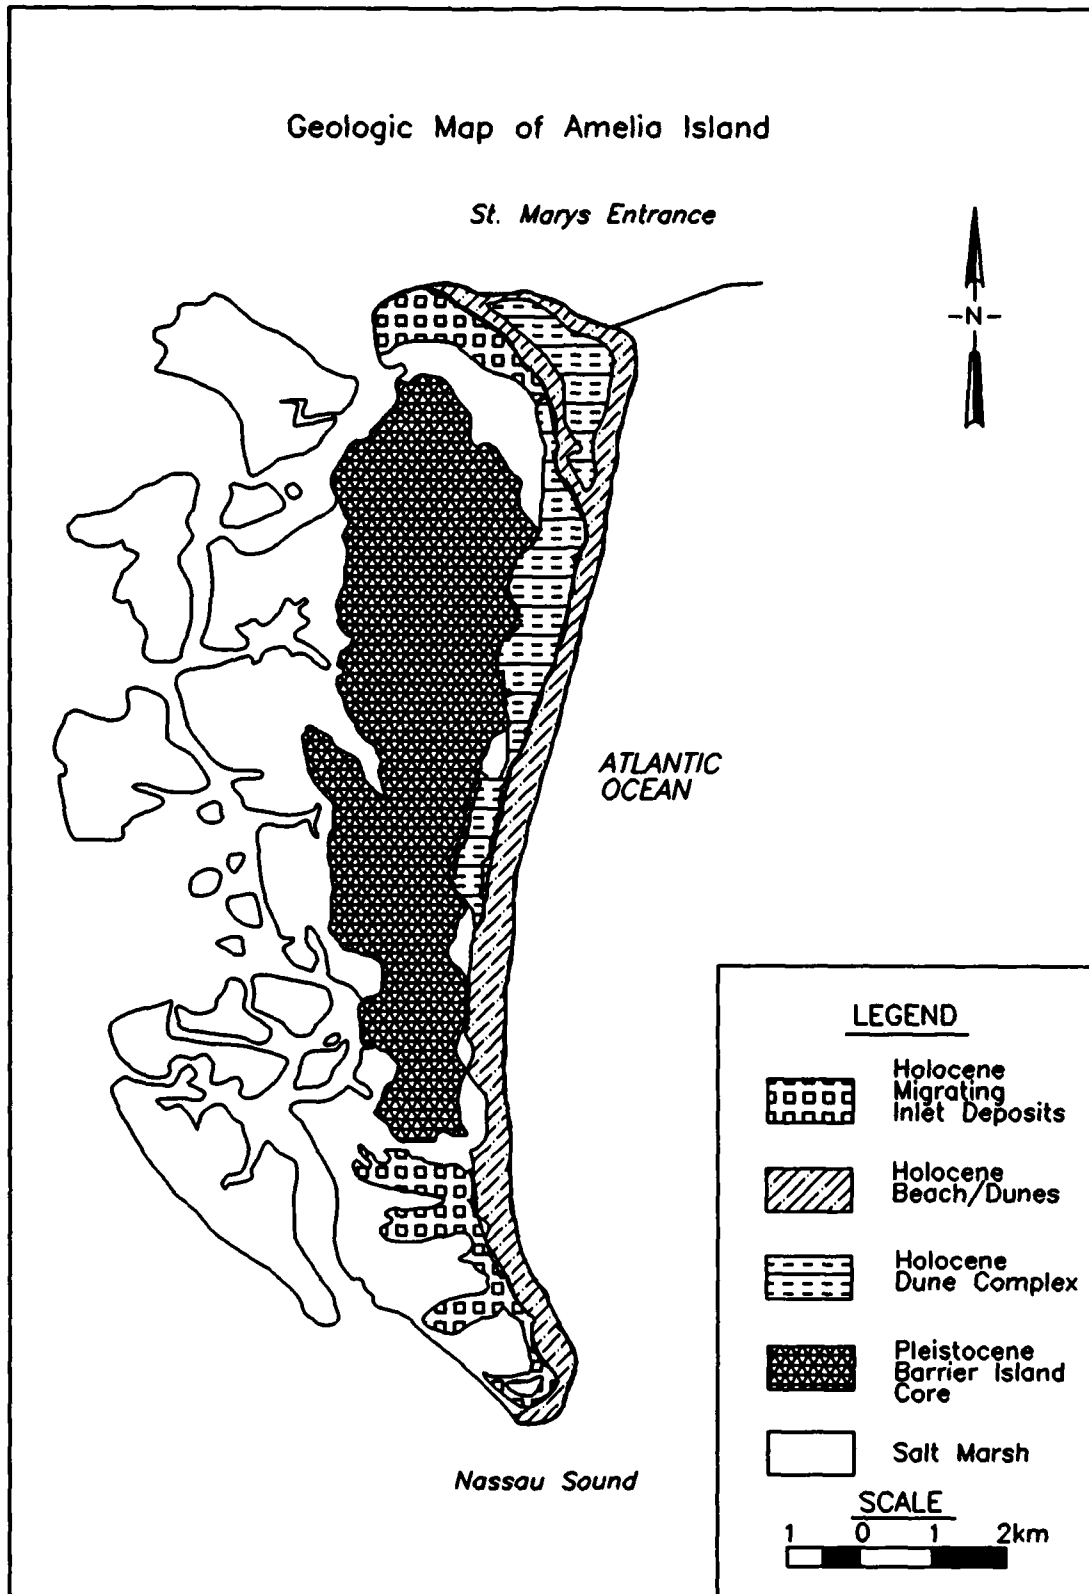 Geologic Map of Amelia Island
St. Marys Entrance
-N-
ATLANTIC
OCEAN
Nassau Sound
LEGEND
Holocene
Migrating
Inlet Deposits
Holocene
Beach/Dunes
Holocene
Dune Complex
Pleistocene
Barrier Island
Core
Salt Marsh
SCALE
1 0 1 2km